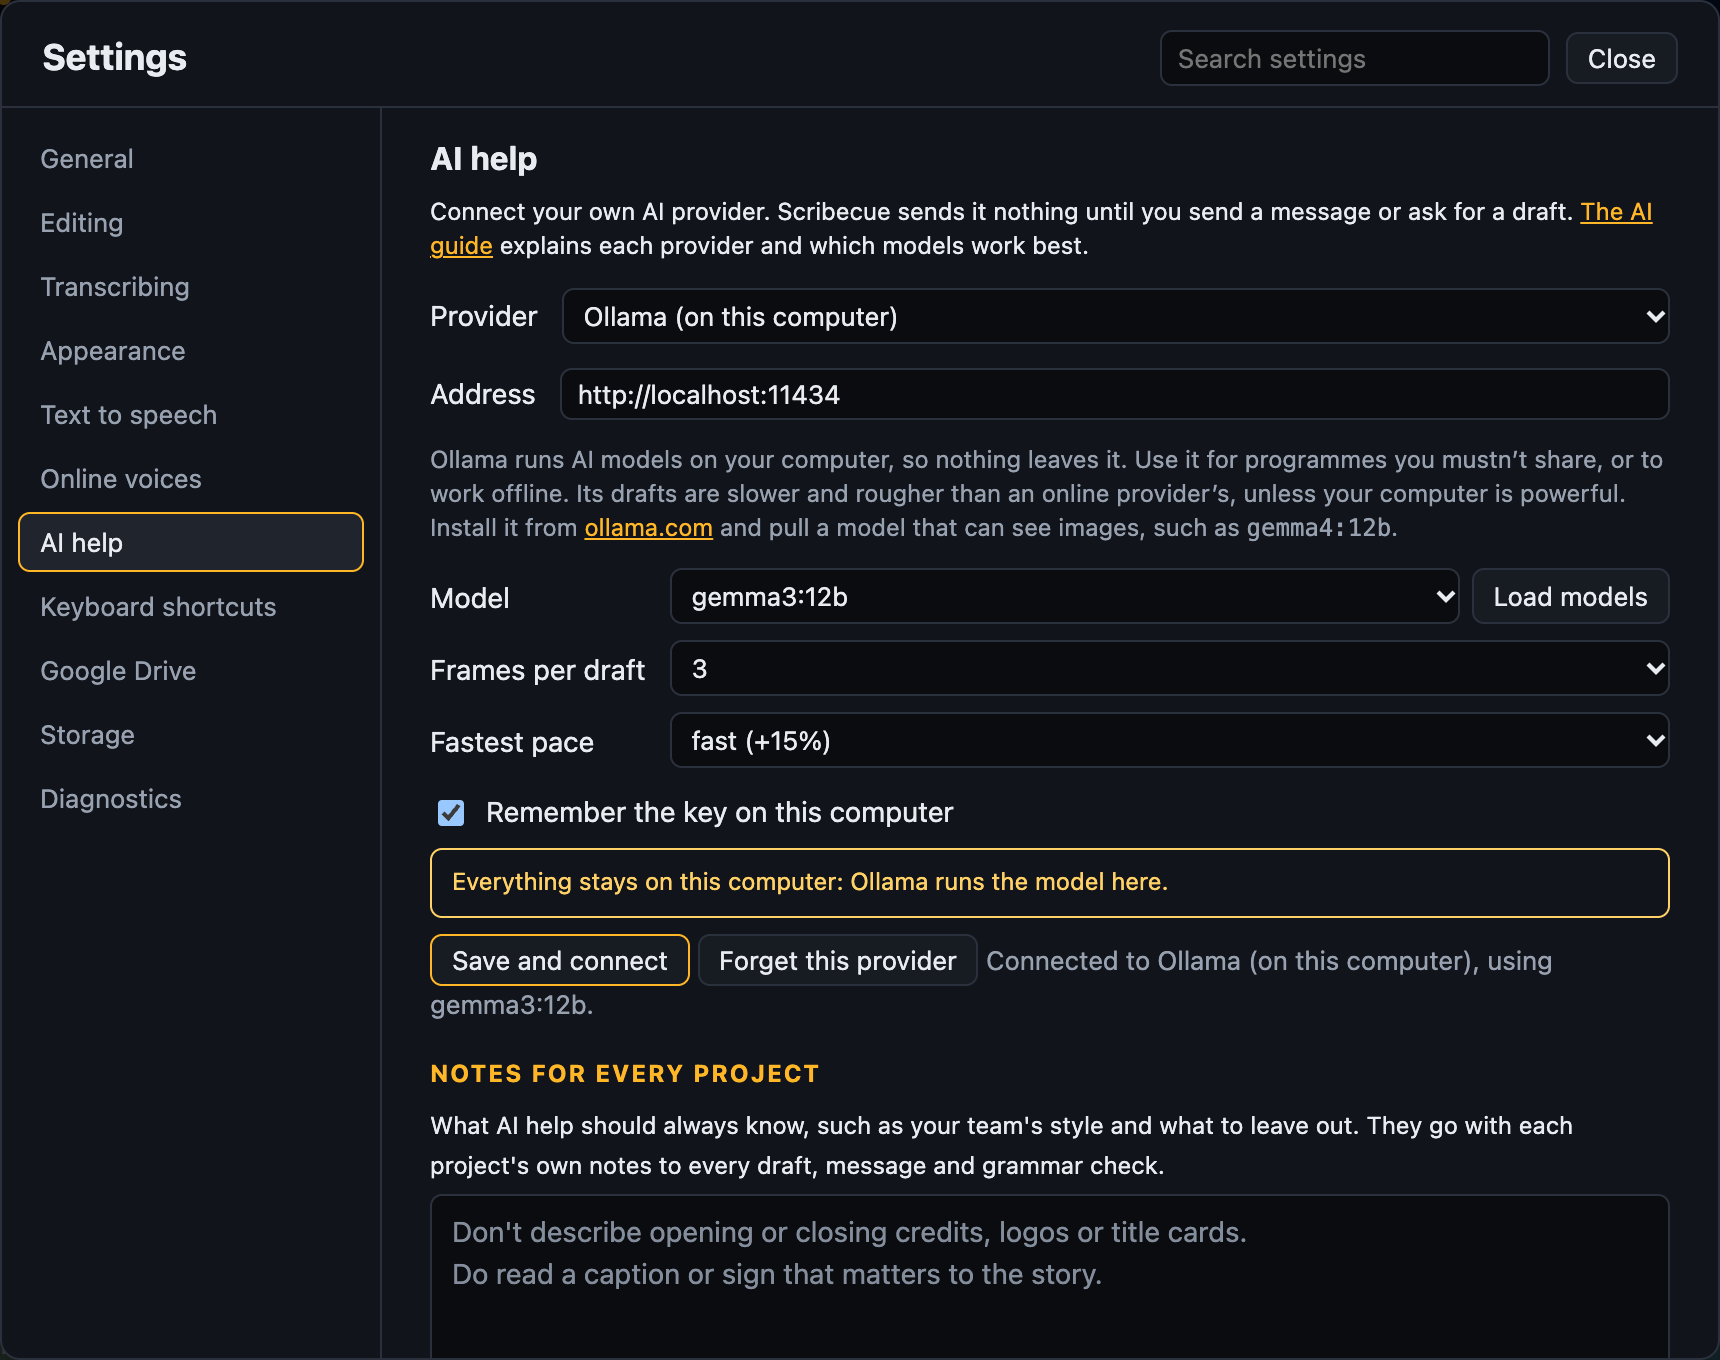 Settings
Search settings
Close
General
Editing
Transcribing
Appearance
Text to speech
Online voices
AI help
Keyboard shortcuts
Google Drive
Storage
Diagnostics
AI help
Connect your own AI provider. Scribecue sends it nothing until you send a message or ask for a draft. The AI
guide explains each provider and which models work best.
Provider
Ollama (on this computer)
Address
http://localhost:11434
Ollama runs AI models on your computer, so nothing leaves it. Use it for programmes you mustn’t share, or to
work offline. Its drafts are slower and rougher than an online provider’s, unless your computer is powerful.
Install it from ollama.com and pull a model that can see images, such as gemma4:12b.
Model
gemma3:12b
Load models
Frames per draft
3
Fastest pace
fast (+15%)
Remember the key on this computer
Everything stays on this computer: Ollama runs the model here.
Save and connect
Forget this provider
Connected to Ollama (on this computer), using
gemma3:12b.
NOTES FOR EVERY PROJECT
What AI help should always know, such as your team's style and what to leave out. They go with each
project's own notes to every draft, message and grammar check.
Don't describe opening or closing credits, logos or title cards.
Do read a caption or sign that matters to the story.